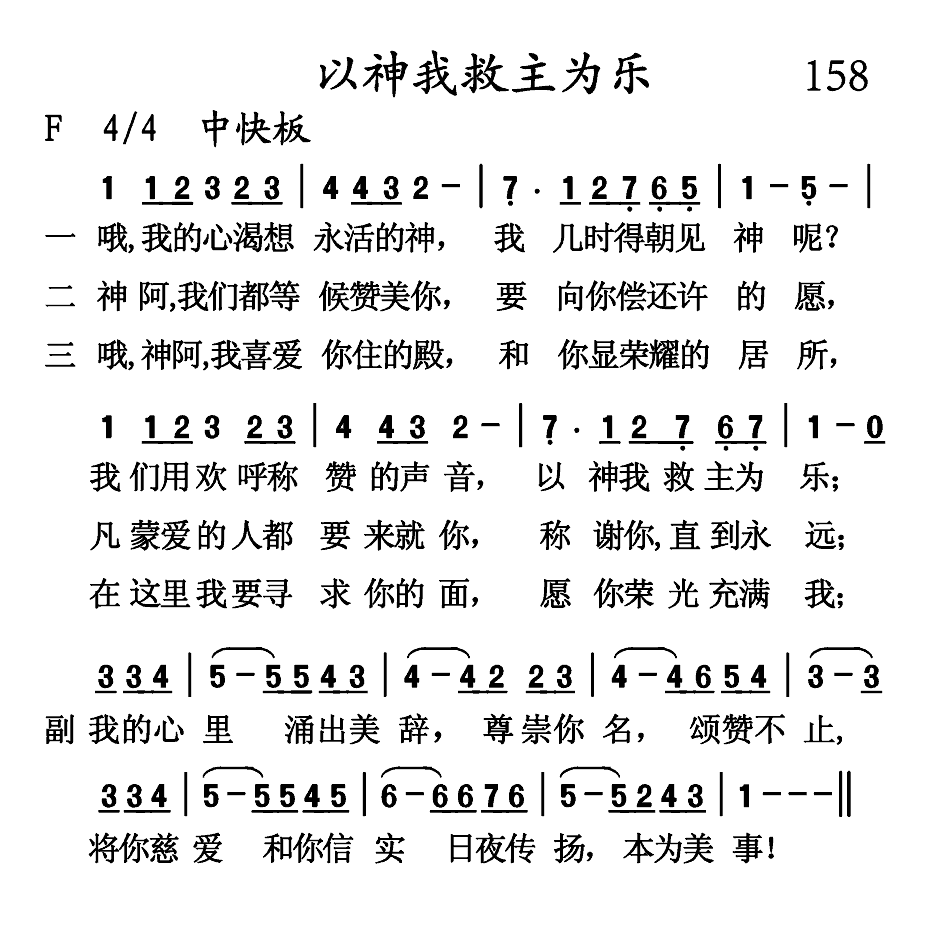 以神我救主为乐 158
F 4/4 中快板
1 1 2 3 2 3 | 4 4 3 2 - | 7 · 1 2 7 6 5 | 1 - 5 - |
一 哦,我的心渴想 永活的神， 我 几时得朝见 神 呢?
二 神 阿,我们都等 候赞美你， 要 向你偿还许 的 愿，
三 哦,神阿,我喜爱 你住的殿， 和 你显荣耀的 居 所，
1 1 2 3 2 3 | 4 4 3 2 - | 7 · 1 2 7 6 7 | 1 - 0
我 们用欢 呼称 赞 的声 音， 以 神我 救 主为 乐；
凡 蒙爱的人都 要 来就 你， 称 谢你,直 到永 远；
在 这里我要寻 求 你的 面， 愿 你荣 光 充满 我；
3 3 4 | 5 - 5 5 4 3 | 4 - 4 2 2 3 | 4 - 4 6 5 4 | 3 - 3
副 我的心 里 涌出美 辞， 尊崇你 名， 颂赞不 止，
3 3 4 | 5 - 5 5 4 5 | 6 - 6 6 7 6 | 5 - 5 2 4 3 | 1 - - - ||
将你慈 爱 和你信 实 日夜传 扬， 本为美 事！